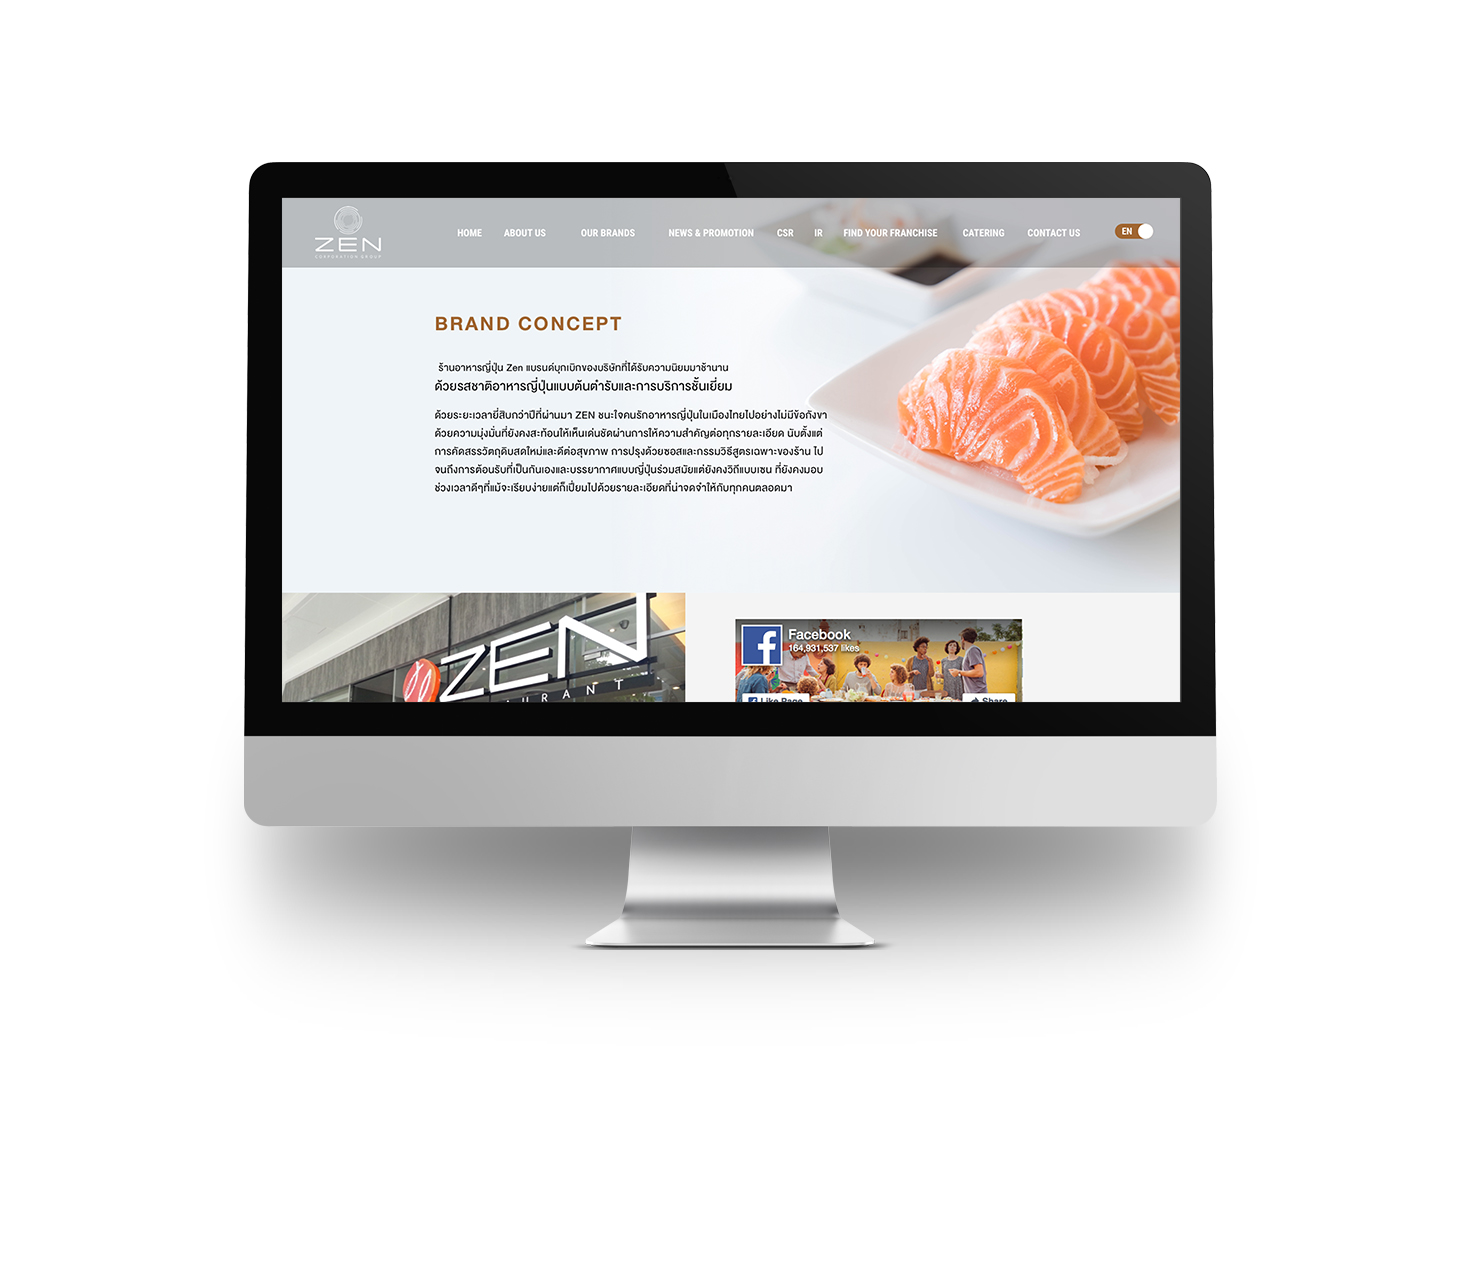 ZEN
CORPORATION GROUP
HOME ABOUT US OUR BRANDS NEWS & PROMOTION CSR IR FIND YOUR FRANCHISE CATERING CONTACT US EN
BRAND CONCEPT
ร้านอาหารญี่ปุ่น Zen แบรนด์บุกเบิกของบริษัทที่ได้รับความนิยมมาช้านาน
ด้วยรสชาติอาหารญี่ปุ่นแบบต้นตำรับและการบริการชั้นเยี่ยม
ด้วยระยะเวลายี่สิบกว่าปีที่ผ่านมา ZEN ชนะใจคนรักอาหารญี่ปุ่นในเมืองไทยไปอย่างไม่มีข้อกังขา
ด้วยความมุ่งมั่นที่ยังคงสะท้อนให้เห็นเด่นชัดผ่านการให้ความสำคัญต่อทุกรายละเอียด นับตั้งแต่
การคัดสรรวัตถุดิบสดใหม่และดีต่อสุขภาพ การปรุงด้วยซอสและกรรมวิธีสูตรเฉพาะของร้าน ไป
จนถึงการต้อนรับที่เป็นกันเองและบรรยากาศแบบญี่ปุ่นร่วมสมัยแต่ยังคงวิถีแบบเซน ที่ยังคงมอบ
ช่วงเวลาดีๆที่แม้จะเรียบง่ายแต่ก็เปี่ยมไปด้วยรายละเอียดที่น่าจดจำให้กับทุกคนตลอดมา
ZEN
URANT
Facebook
164,931,537 likes
Like Page
Share